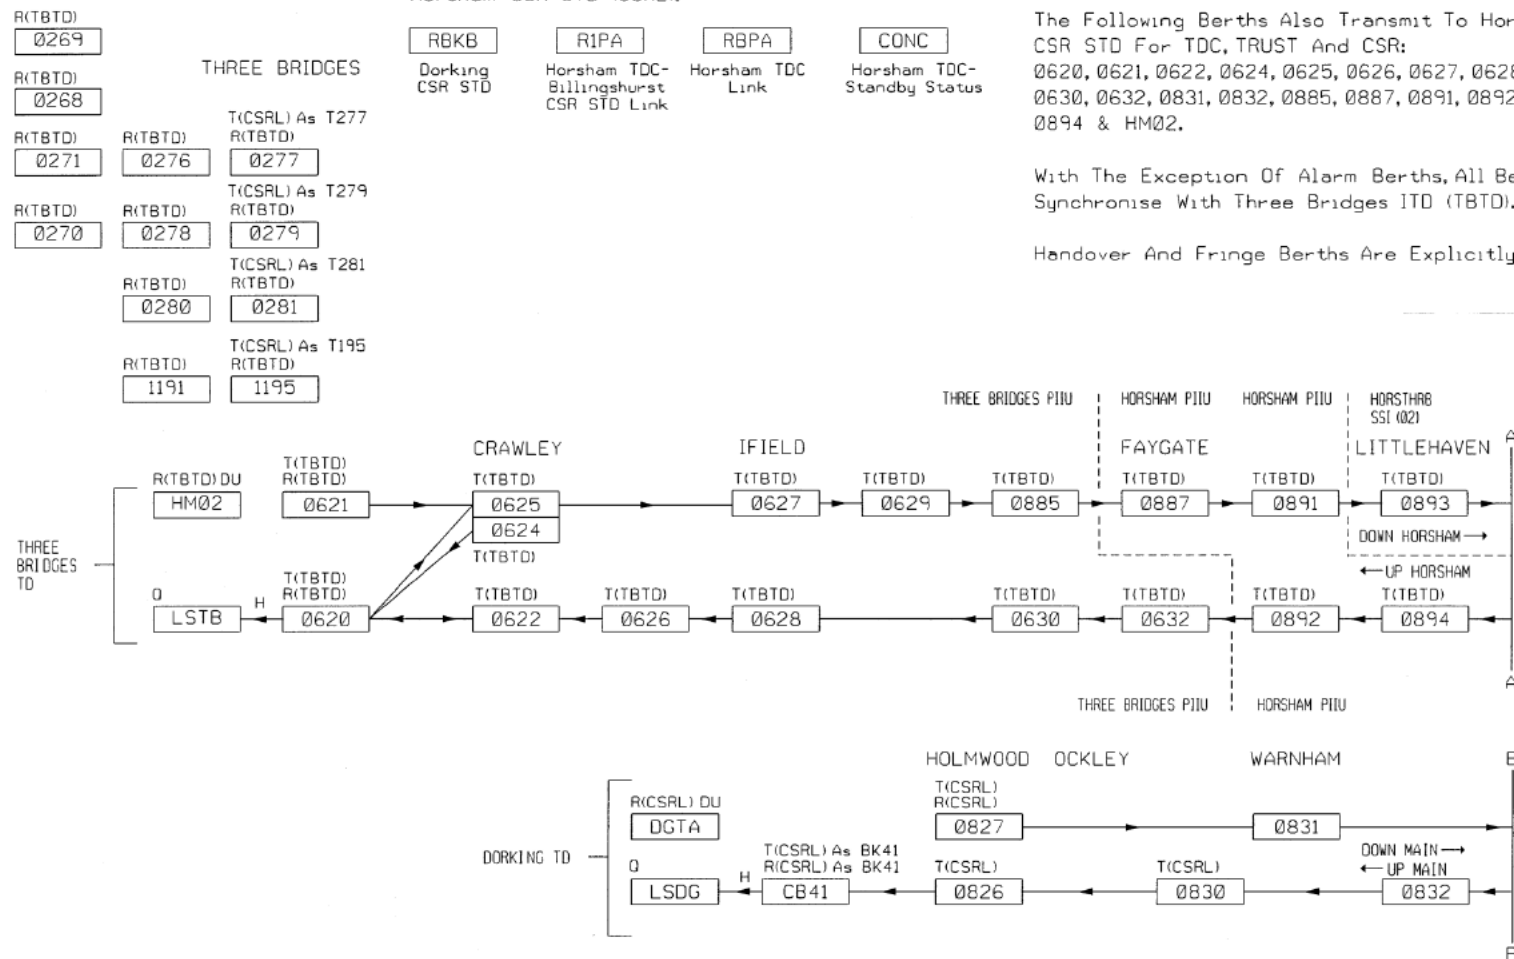 R(TBTD)
0269
R(TBTD)
0268
THREE BRIDGES
T(CSRL) As T277
R(TBTD) R(TBTD) R(TBTD)
0271 0276 0277
T(CSRL) As T279
R(TBTD) R(TBTD) R(TBTD)
0270 0278 0279
T(CSRL) As T281
R(TBTD) R(TBTD)
0280 0281
T(CSRL) As T195
R(TBTD) R(TBTD)
1191 1195
RBKB R1PA RBPA CONC
Dorking
CSR STD
Horsham TDC-
Billingshurst
CSR STD Link
Horsham TDC
Link
Horsham TDC-
Standby Status
The Following Berths Also Transmit To
CSR STD For TDC, TRUST And CSR:
0620, 0621, 0622, 0624, 0625, 0626, 0627, 0628
0630, 0632, 0831, 0832, 0885, 0887, 0891, 0892
0894 & HM02.
With The Exception Of Alarm Berths, All
Synchronise With Three Bridges ITD (TBTD).
Handover And Fringe Berths Are Explicitly
THREE BRIDGES PIIU HORSHAM PIIU HORSHAM PIIU HORSTHRB
SSI (02)
CRAWLEY IFIELD FAYGATE LITTLEHAVEN
A
T(TBTD)
R(TBTD) DU R(TBTD) T(TBTD) T(TBTD) T(TBTD) T(TBTD) T(TBTD) T(TBTD) T(TBTD)
HM02 0621 0625 0627 0629 0885 0887 0891 0893
0624
T(TBTD)
DOWN HORSHAM
UP HORSHAM
THREE
BRIDGES
TD
T(TBTD)
Q H R(TBTD) T(TBTD) T(TBTD) T(TBTD) T(TBTD) T(TBTD) T(TBTD) T(TBTD)
LSTB 0620 0622 0626 0628 0630 0632 0892 0894
A
THREE BRIDGES PIIU HORSHAM PIIU
HOLMWOOD OCKLEY WARNHAM
T(CSRL)
R(CSRL) DU R(CSRL)
DGTA 0827 0831
DORKING TD
DOWN MAIN
UP MAIN
T(CSRL) As BK41
Q H R(CSRL) As BK41 T(CSRL) T(CSRL)
LSDG CB41 0826 0830 0832